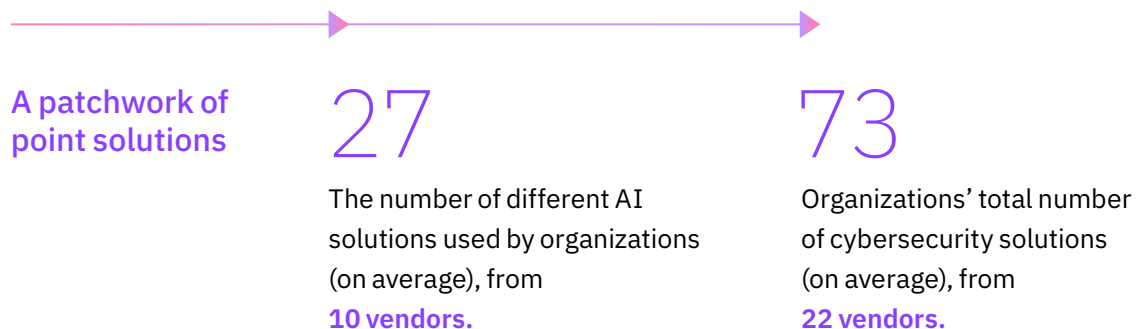 A patchwork of
point solutions
27
The number of different AI
solutions used by organizations
(on average), from
10 vendors.
73
Organizations’ total number
of cybersecurity solutions
(on average), from
22 vendors.